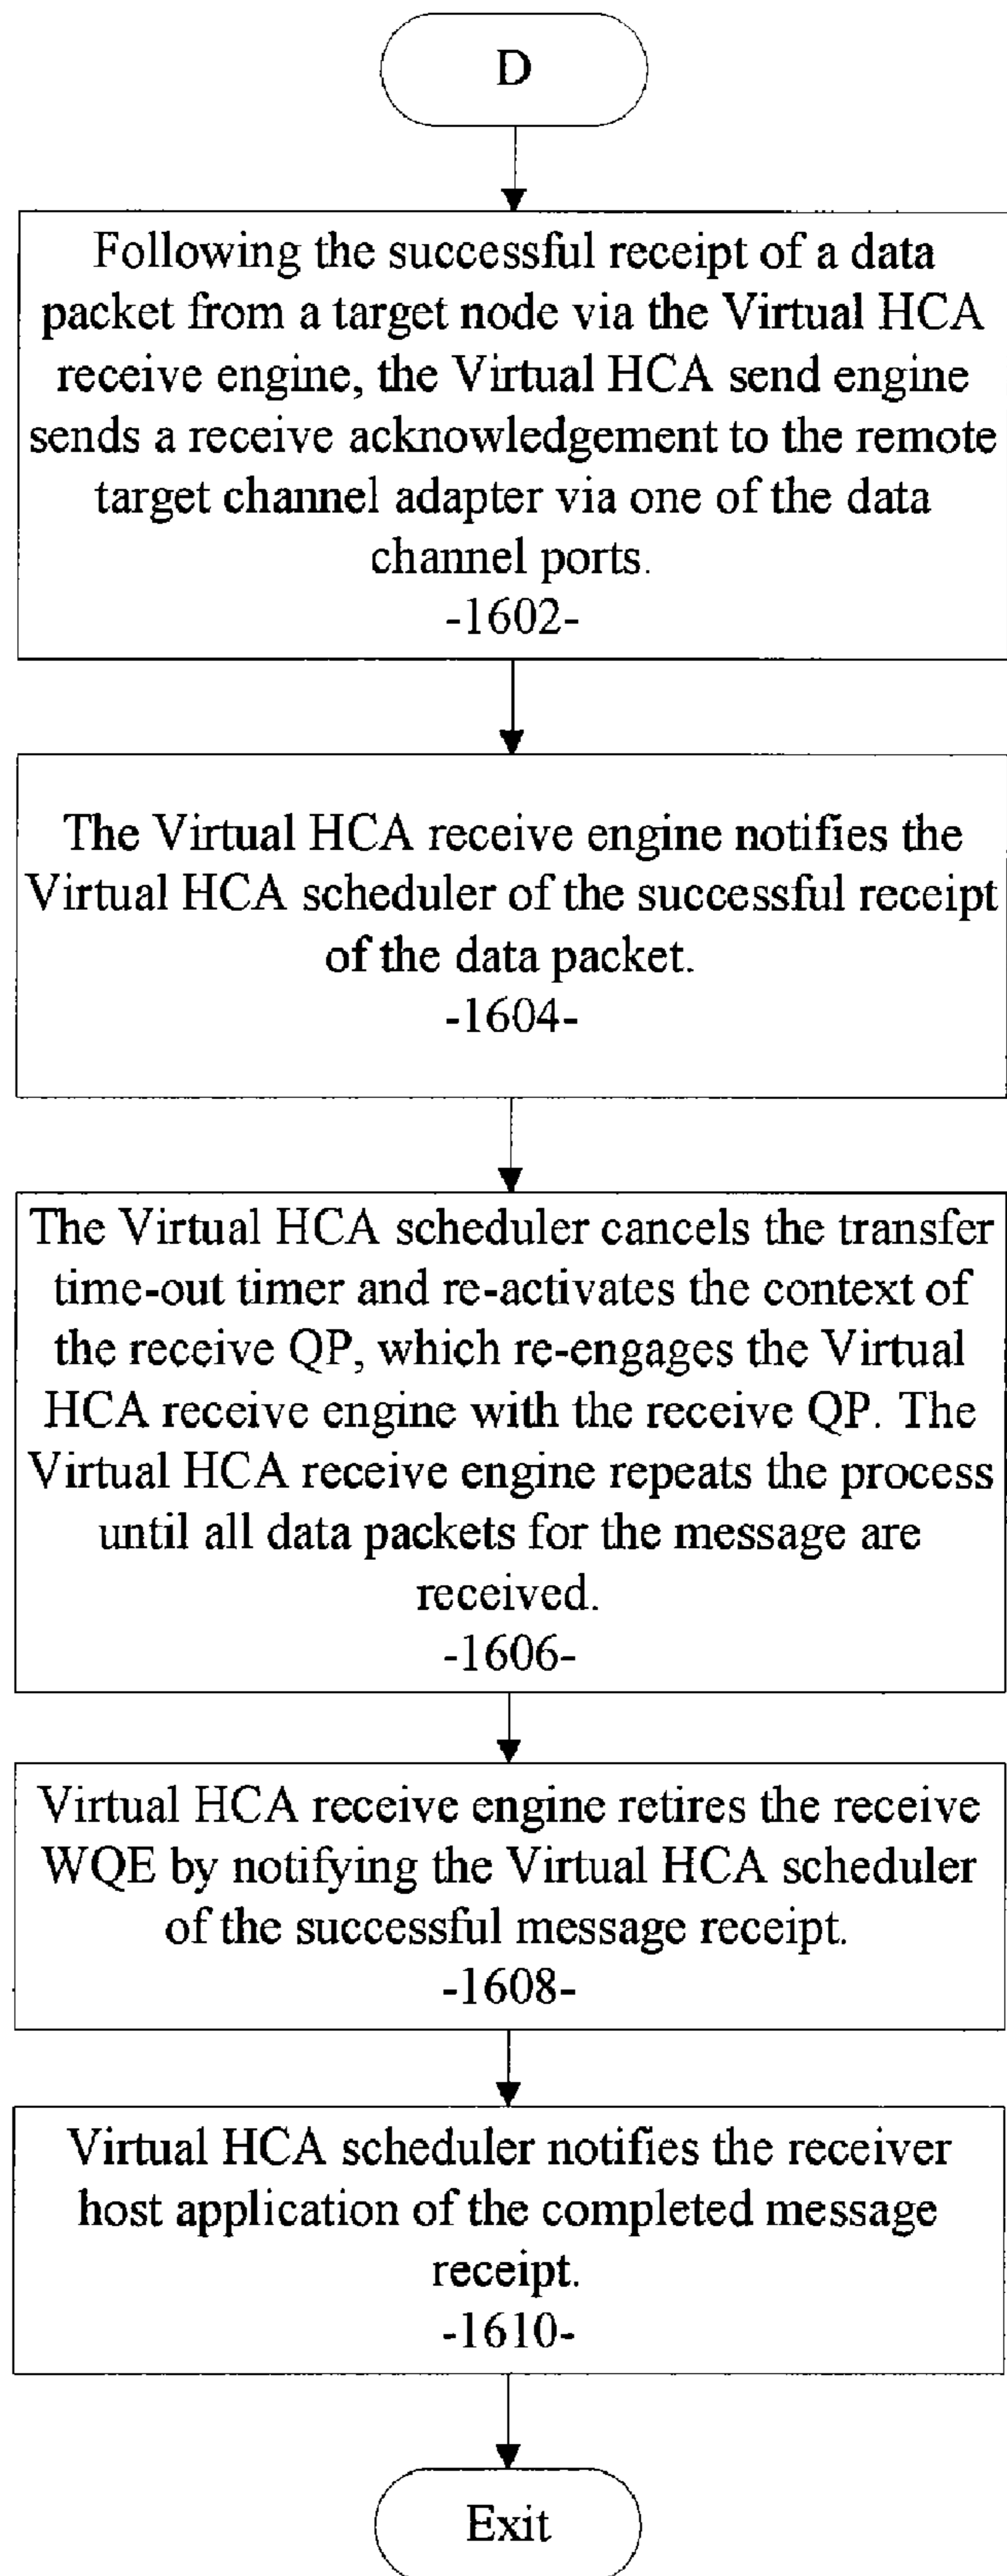 D
Following the successful receipt of a data
packet from a target node via the Virtual HCA
receive engine, the Virtual HCA send engine
sends a receive acknowledgement to the remote
target channel adapter via one of the data
channel ports.
-1602-
The Virtual HCA receive engine notifies the
Virtual HCA scheduler of the successful receipt
of the data packet.
-1604-
The Virtual HCA scheduler cancels the transfer
time-out timer and re-activates the context of
the receive QP, which re-engages the Virtual
HCA receive engine with the receive QP. The
Virtual HCA receive engine repeats the process
until all data packets for the message are
received.
-1606-
Virtual HCA receive engine retires the receive
WQE by notifying the Virtual HCA scheduler
of the successful message receipt.
-1608-
Virtual HCA scheduler notifies the receiver
host application of the completed message
receipt.
-1610-
Exit